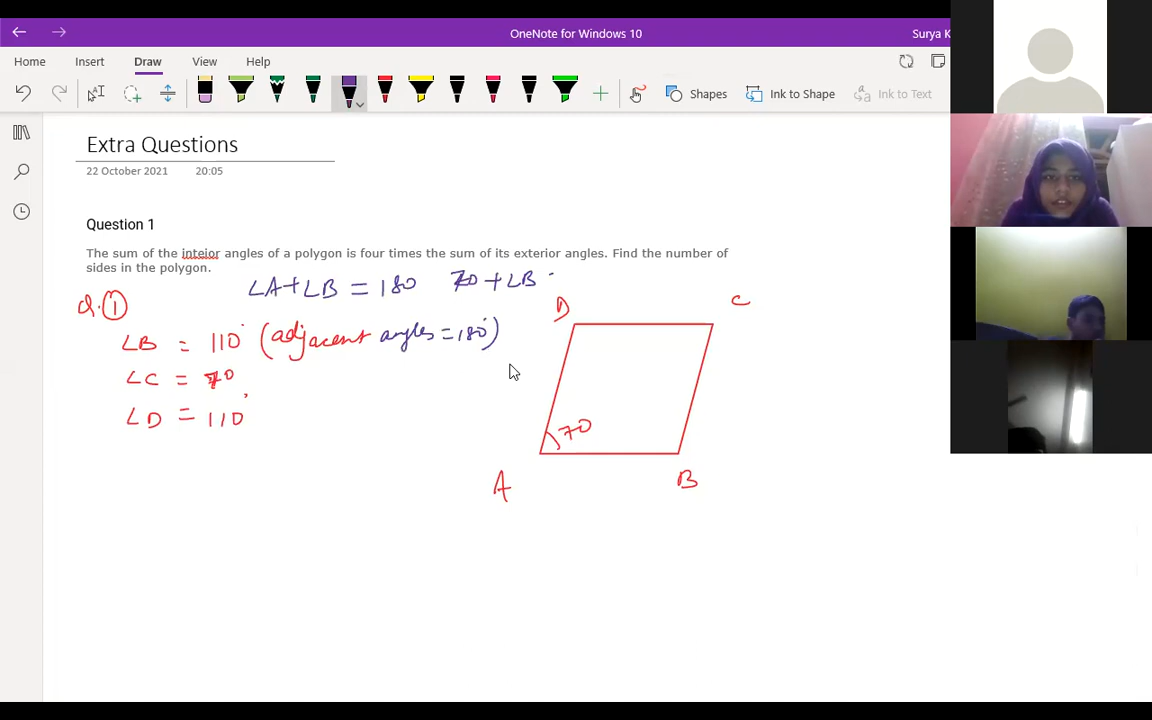 OneNote for Windows 10
Surya K
Home Insert Draw View Help
Shapes Ink to Shape Ink to Text
Extra Questions
22 October 2021 20:05
Question 1
The sum of the inteior angles of a polygon is four times the sum of its exterior angles. Find the number of
sides in the polygon.
∠A+∠B = 180 70+∠B
Q.①
D C
∠B = 110° (adjacent angles=180°)
∠C = 70
∠D = 110°
70
A B